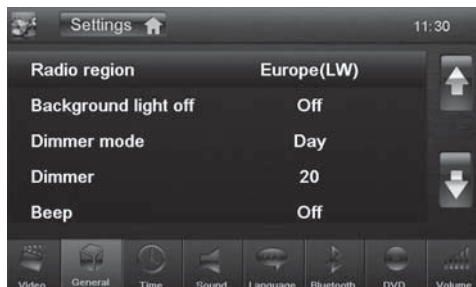 Settings 11:30
Radio region Europe(LW)
Background light off Off
Dimmer mode Day
Dimmer 20
Beep Off
Video General Time Sound Language Bluetooth DVD Volume